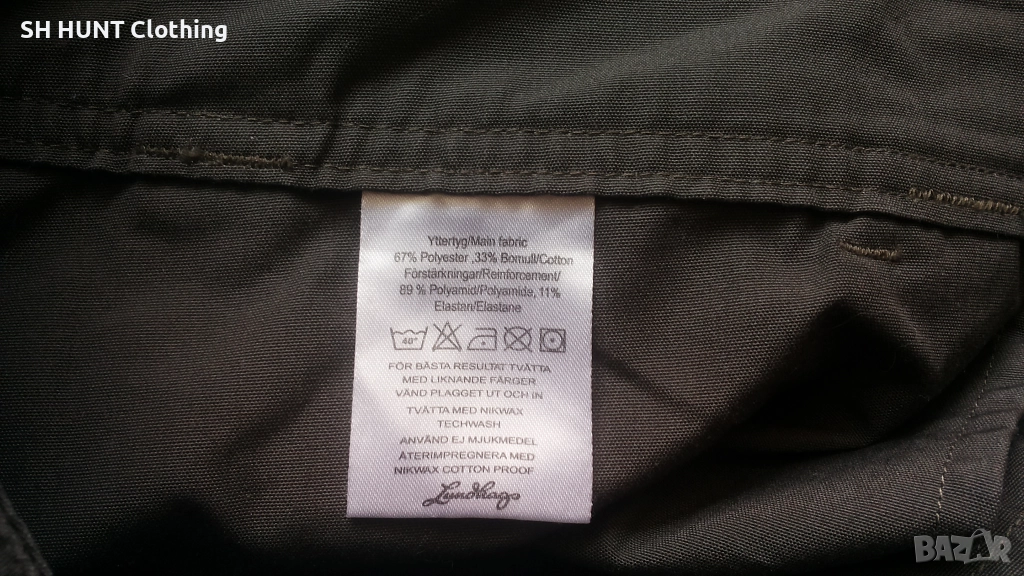 SH HUNT Clothing
Yttertyg/Main fabric
67% Polyester ,33% Bomull/Cotton
Förstärkningar/Reinforcement/
89 % Polyamid/Polyamide, 11%
Elastan/Elastane
40°
FÖR BÄSTA RESULTAT TVÄTTA
MED LIKNANDE FÄRGER
VÄND PLAGGET UT OCH IN
TVÄTTA MED NIKWAX
TECHWASH
ANVÄND EJ MJUKMEDEL
ÅTERIMPREGNERA MED
NIKWAX COTTON PROOF
Lundhags
BAZAR